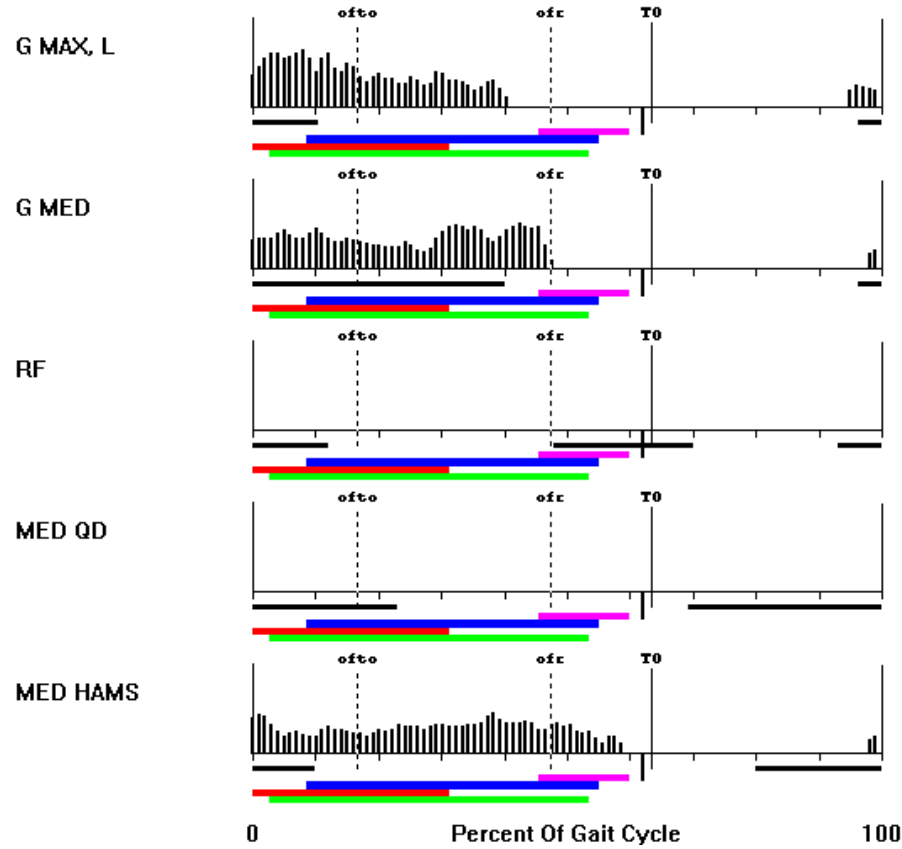 ofto ofc TO
G MAX, L
ofto ofc TO
G MED
ofto ofc TO
RF
ofto ofc TO
MED QD
ofto ofc TO
MED HAMS
0 Percent Of Gait Cycle 100